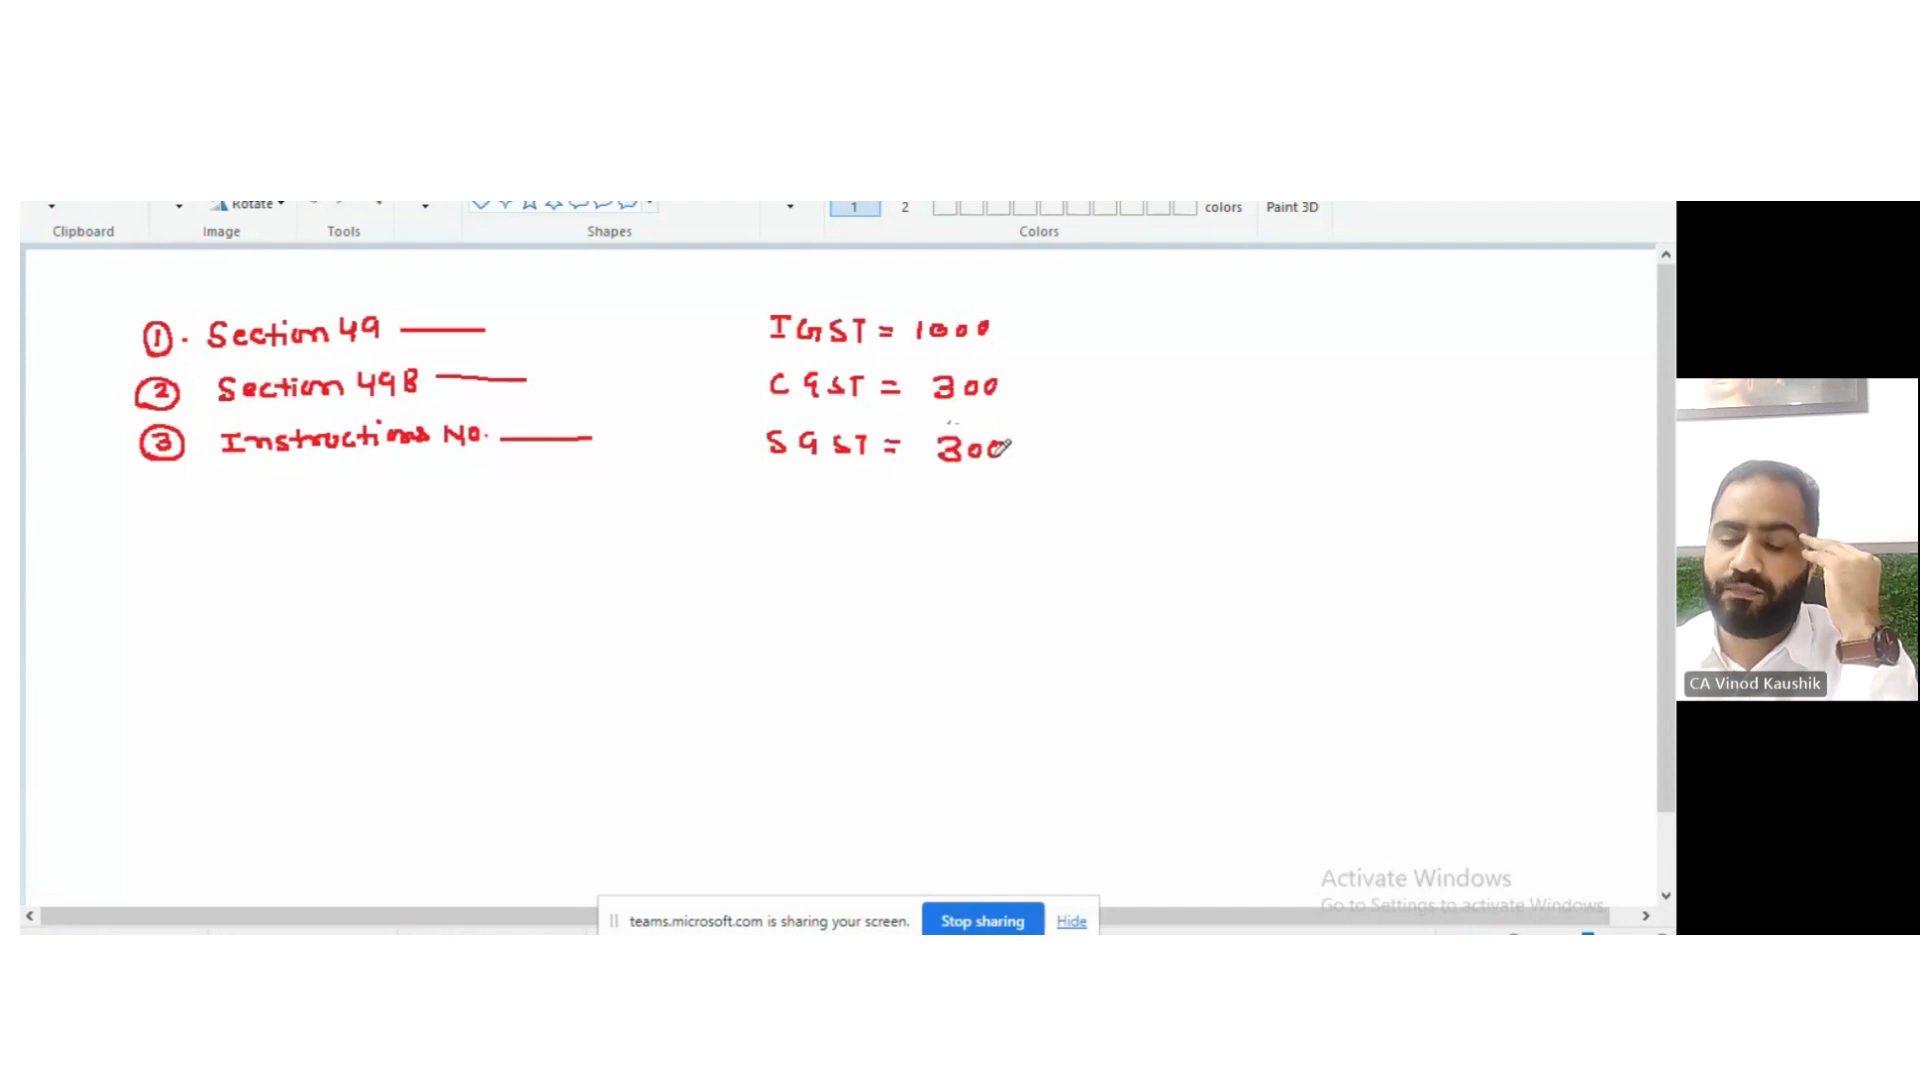 Rotate
1 2 colors Paint 3D
Clipboard Image Tools Shapes Colors
① . Section 49 —— IGST = 1000
② Section 49B —— CGST = 300
③ Instructions No. —— SGST = 300
CA Vinod Kaushik
Activate Windows
Go to Settings to activate Windows.
teams.microsoft.com is sharing your screen. Stop sharing Hide